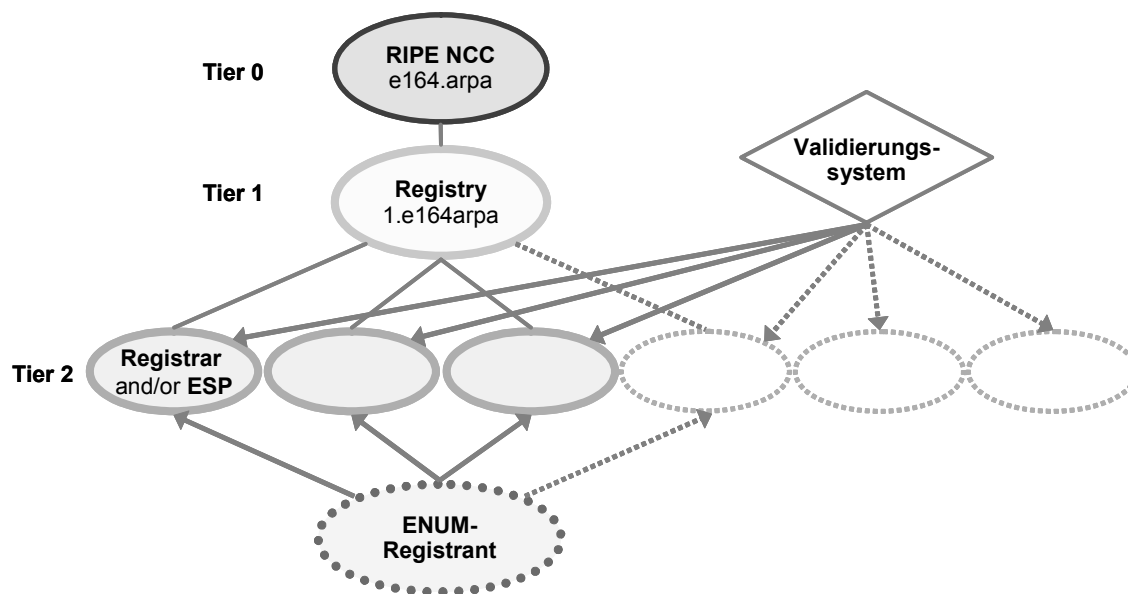 Tier 0
RIPE NCC
e164.arpa
Tier 1
Registry
1.e164arpa
Validierungs-
system
Tier 2
Registrar
and/or ESP
ENUM-
Registrant